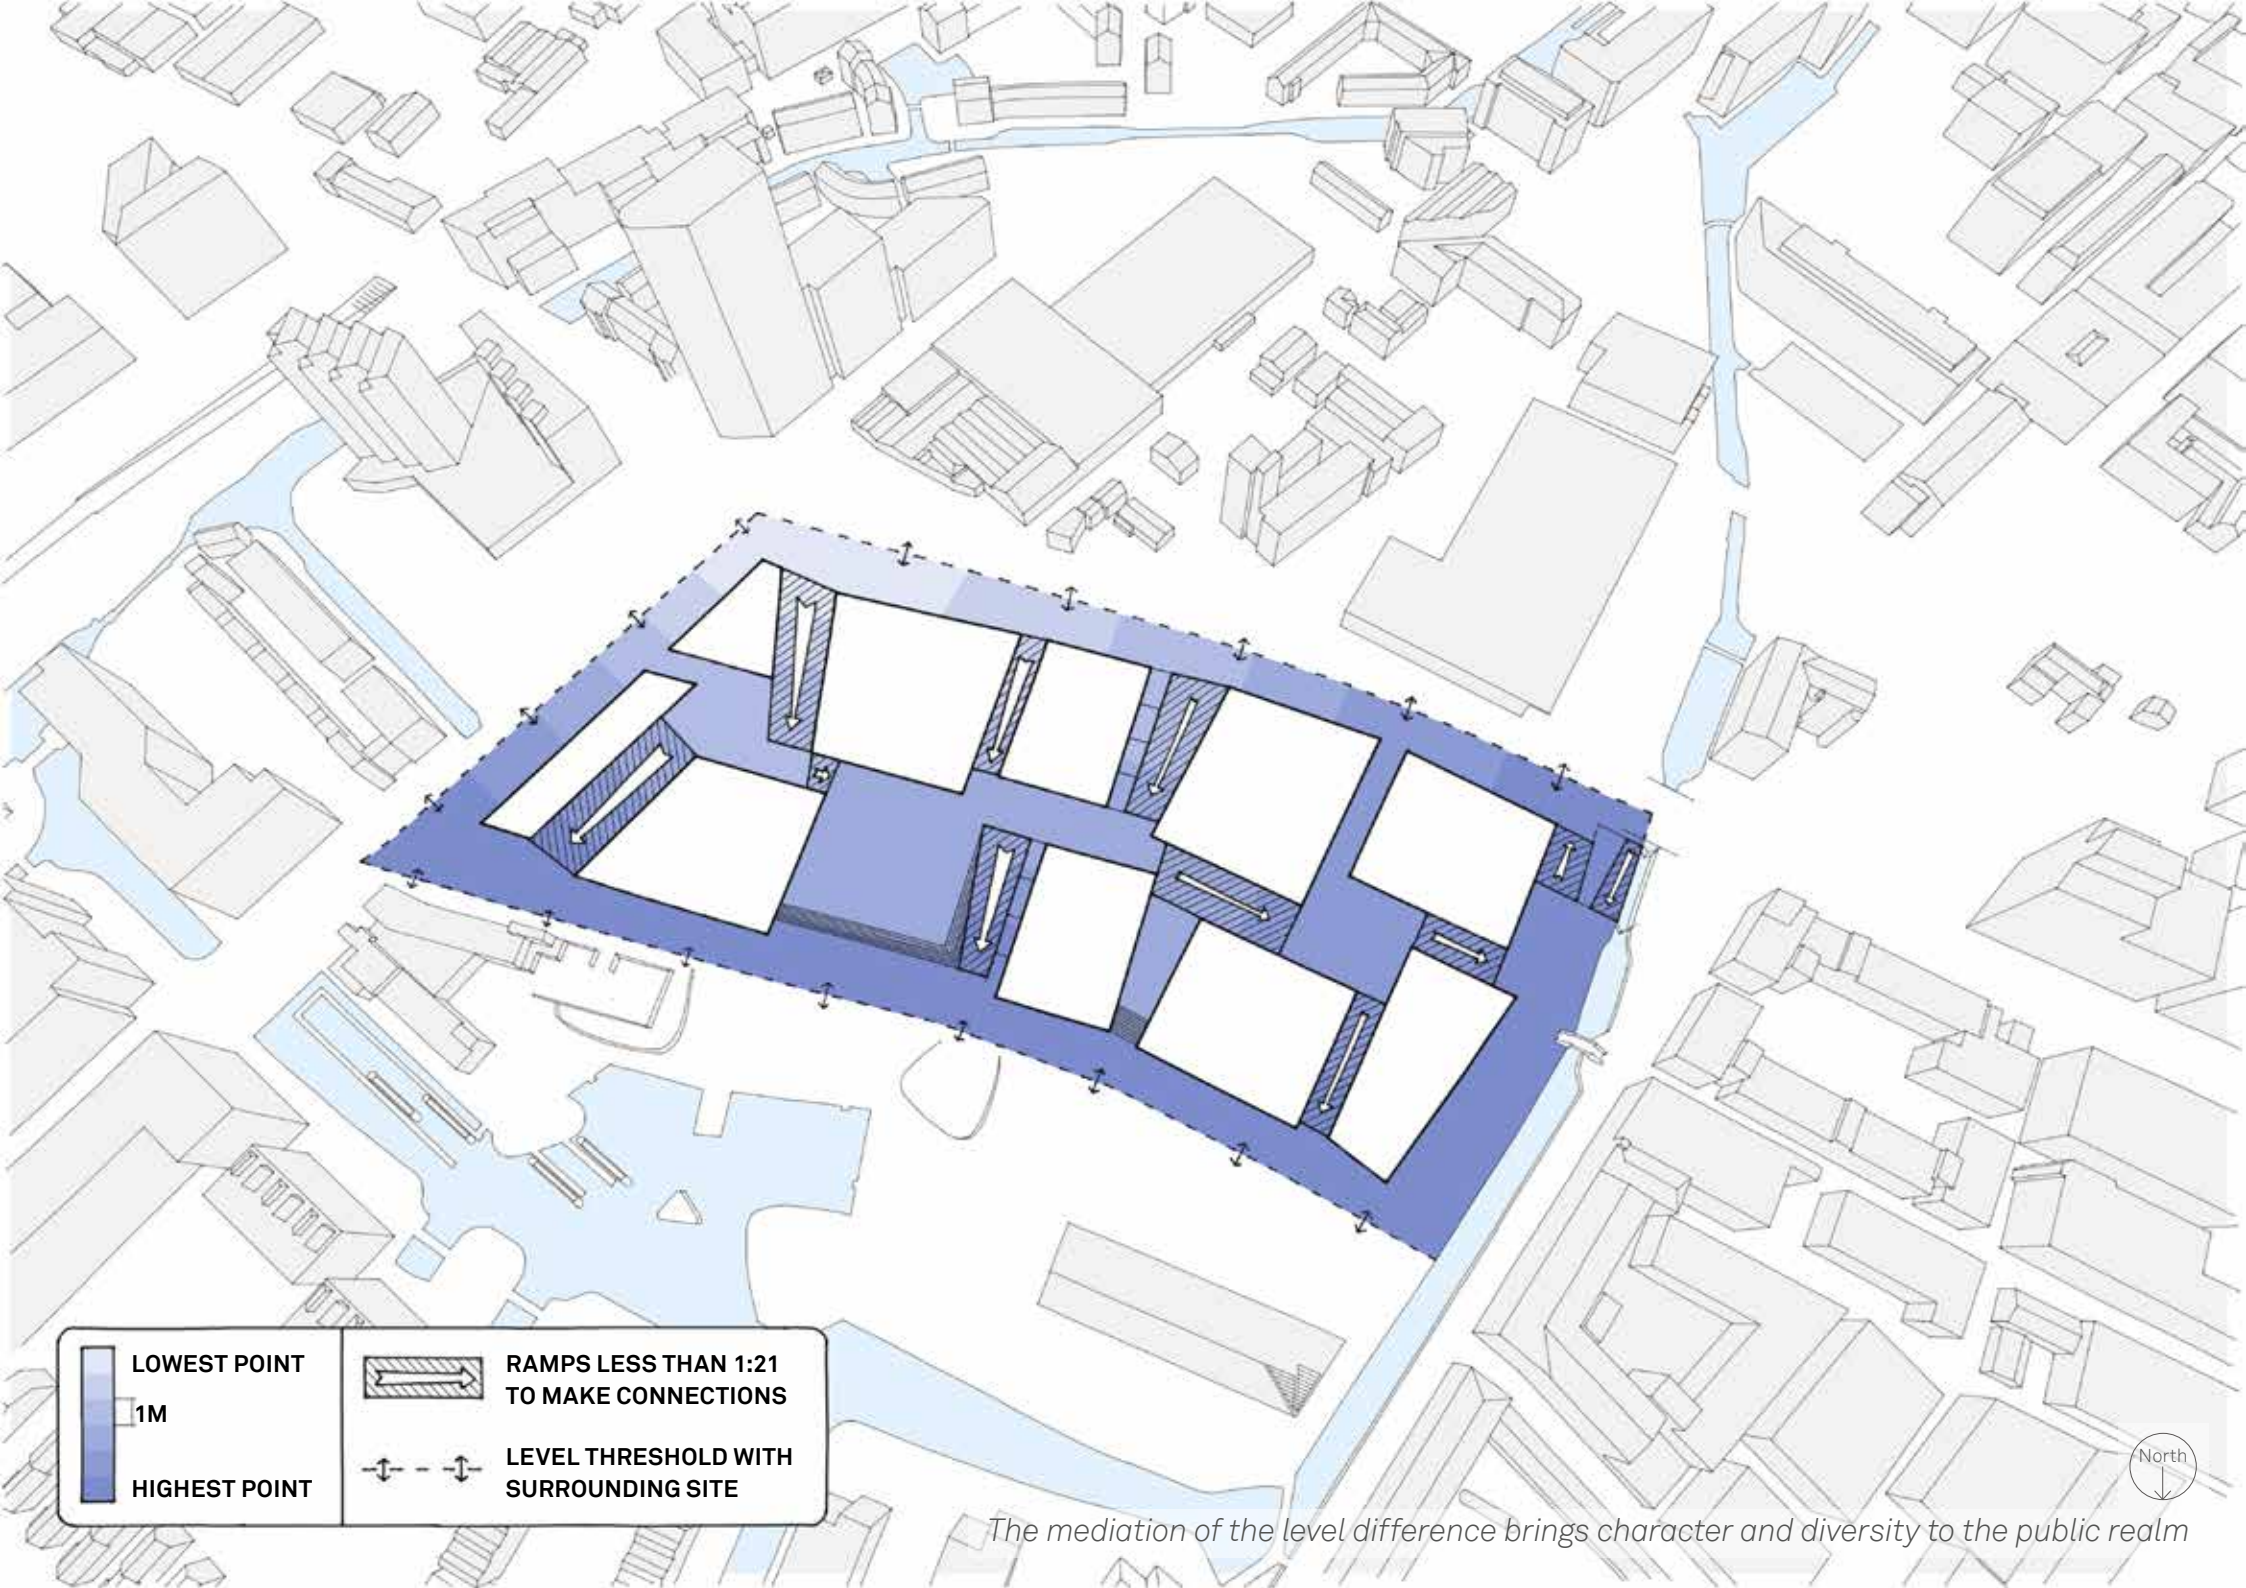 LOWEST POINT
1M
HIGHEST POINT
RAMPS LESS THAN 1:21
TO MAKE CONNECTIONS
LEVEL THRESHOLD WITH
SURROUNDING SITE
North
The mediation of the level difference brings character and diversity to the public realm